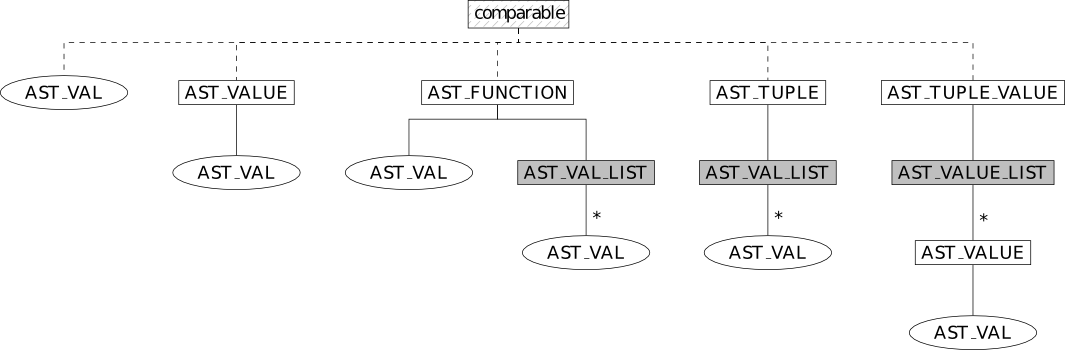 comparable
AST_VAL AST_VALUE AST_FUNCTION AST_TUPLE AST_TUPLE_VALUE
AST_VAL AST_VAL AST_VAL_LIST AST_VAL_LIST AST_VALUE_LIST
* * *
AST_VAL AST_VAL AST_VALUE
AST_VAL